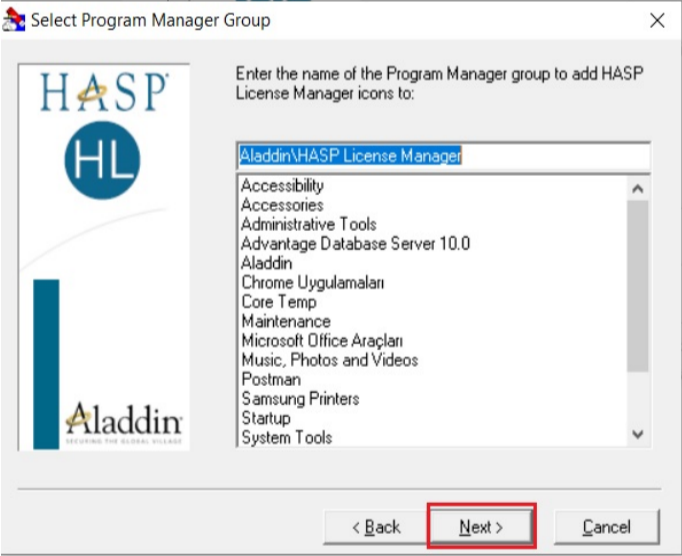 Select Program Manager Group
HASP
HL
Enter the name of the Program Manager group to add HASP
License Manager icons to:
Aladdin\HASP License Manager
Accessibility
Accessories
Administrative Tools
Advantage Database Server 10.0
Aladdin
Chrome Uygulamaları
Core Temp
Maintenance
Microsoft Office Araçları
Music, Photos and Videos
Postman
Samsung Printers
Startup
System Tools
Aladdin
SECURING THE GLOBAL VILLAGE
< Back
Next >
Cancel